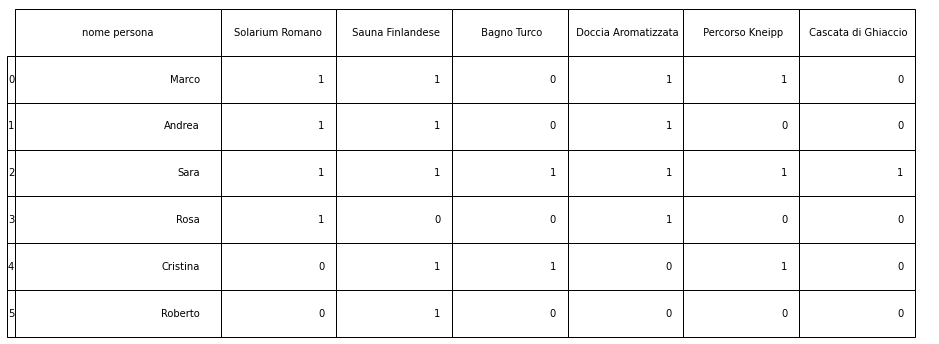 nome persona Solarium Romano Sauna Finlandese Bagno Turco Doccia Aromatizzata Percorso Kneipp Cascata di Ghiaccio
0 Marco 1 1 0 1 1 0
1 Andrea 1 1 0 1 0 0
2 Sara 1 1 1 1 1 1
3 Rosa 1 0 0 1 0 0
4 Cristina 0 1 1 0 1 0
5 Roberto 0 1 0 0 0 0